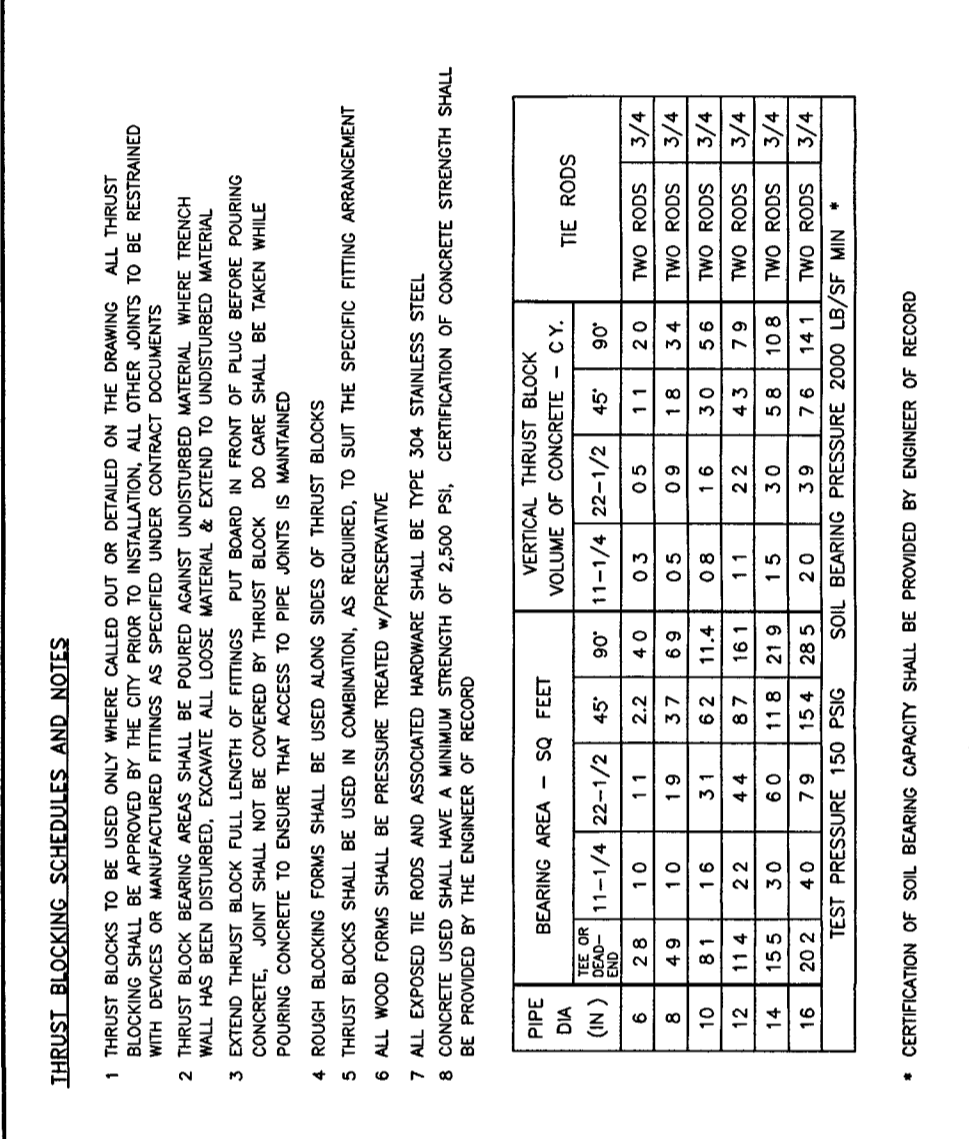 THRUST BLOCKING SCHEDULES AND NOTES
1 THRUST BLOCKS TO BE USED ONLY WHERE CALLED OUT OR DETAILED ON THE DRAWING ALL THRUST
BLOCKING SHALL BE APPROVED BY THE CITY PRIOR TO INSTALLATION, ALL OTHER JOINTS TO BE RESTRAINED
WITH DEVICES OR MANUFACTURED FITTINGS AS SPECIFIED UNDER CONTRACT DOCUMENTS
2 THRUST BLOCK BEARING AREAS SHALL BE POURED AGAINST UNDISTURBED MATERIAL WHERE TRENCH
WALL HAS BEEN DISTURBED, EXCAVATE ALL LOOSE MATERIAL & EXTEND TO UNDISTURBED MATERIAL
3 EXTEND THRUST BLOCK FULL LENGTH OF FITTINGS PUT BOARD IN FRONT OF PLUG BEFORE POURING
CONCRETE, JOINT SHALL NOT BE COVERED BY THRUST BLOCK DO CARE SHALL BE TAKEN WHILE
POURING CONCRETE TO ENSURE THAT ACCESS TO PIPE JOINTS IS MAINTAINED
4 ROUGH BLOCKING FORMS SHALL BE USED ALONG SIDES OF THRUST BLOCKS
5 THRUST BLOCKS SHALL BE USED IN COMBINATION, AS REQUIRED, TO SUIT THE SPECIFIC FITTING ARRANGEMENT
6 ALL WOOD FORMS SHALL BE PRESSURE TREATED w/PRESERVATIVE
7 ALL EXPOSED TIE RODS AND ASSOCIATED HARDWARE SHALL BE TYPE 304 STAINLESS STEEL
8 CONCRETE USED SHALL HAVE A MINIMUM STRENGTH OF 2,500 PSI, CERTIFICATION OF CONCRETE STRENGTH SHALL
BE PROVIDED BY THE ENGINEER OF RECORD
PIPE DIA (IN) BEARING AREA – SQ FEET VERTICAL THRUST BLOCK VOLUME OF CONCRETE – CY. TIE RODS
TEE OR DEAD-END 11-1/4 22-1/2 45° 90° 11-1/4 22-1/2 45° 90°
6 2 8 1 0 1 1 2.2 4 0 0 3 0 5 1 1 2 0 TWO RODS 3/4
8 4 9 1 0 1 9 3 7 6 9 0 5 0 9 1 8 3 4 TWO RODS 3/4
10 8 1 1 6 3 1 6 2 11.4 0 8 1 6 3 0 5 6 TWO RODS 3/4
12 11 4 2 2 4 4 8 7 16 1 1 1 2 2 4 3 7 9 TWO RODS 3/4
14 15 5 3 0 6 0 11 8 21 9 1 5 3 0 5 8 10 8 TWO RODS 3/4
16 20 2 4 0 7 9 15 4 28 5 2 0 3 9 7 6 14 1 TWO RODS 3/4
TEST PRESSURE 150 PSIG SOIL BEARING PRESSURE 2000 LB/SF MIN *
* CERTIFICATION OF SOIL BEARING CAPACITY SHALL BE PROVIDED BY ENGINEER OF RECORD